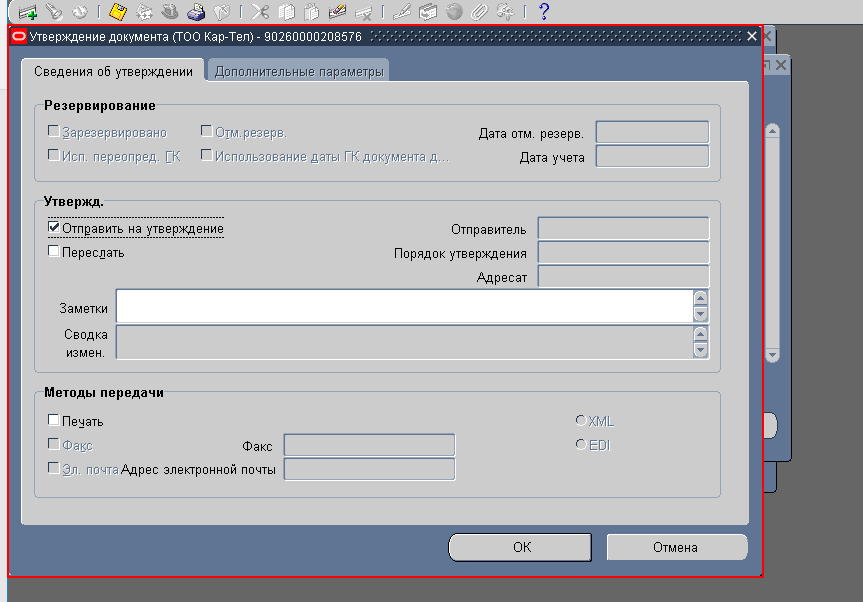 Утверждение документа (ТОО Кар-Тел) - 90260000208576
Сведения об утверждении
Дополнительные параметры
Резервирование
Зарезервировано
Отм.резерв.
Дата отм. резерв.
Исп. переопред. ГК
Использование даты ГК документа д...
Дата учета
Утвержд.
Отправить на утверждение
Отправитель
Переслать
Порядок утверждения
Адресат
Заметки
Сводка
измен.
Методы передачи
Печать
XML
Факс
Факс
EDI
Эл. почта
Адрес электронной почты
OK
Отмена